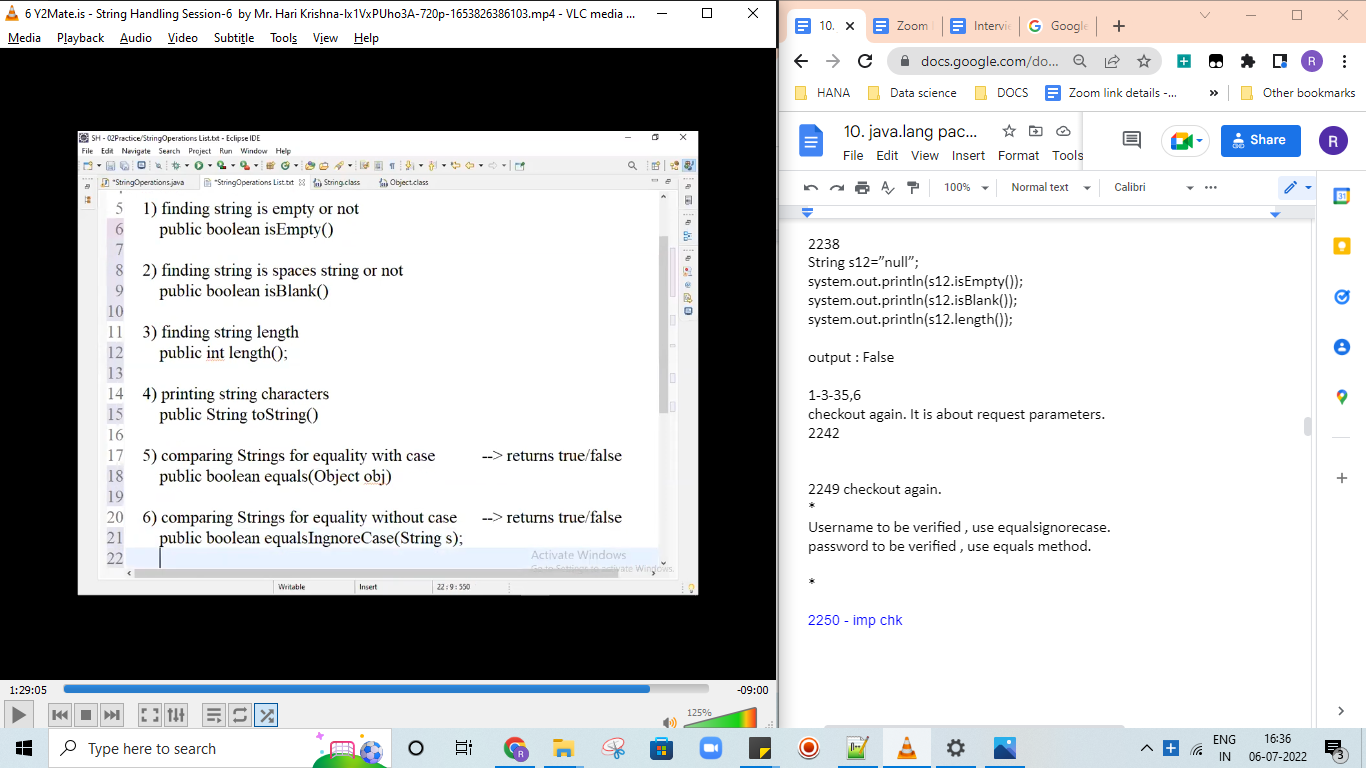 6 Y2Mate.is - String Handling Session-6 by Mr. Hari Krishna-Ix1VxPUho3A-720p-1653826386103.mp4 - VLC media ...
Media Playback Audio Video Subtitle Tools View Help
SH - 02Practice/StringOperations List.txt - Eclipse IDE
File Edit Navigate Search Project Run Window Help
*StringOperations.java *StringOperations List.txt String.class Object.class
5 1) finding string is empty or not
6 public boolean isEmpty()
7
8 2) finding string is spaces string or not
9 public boolean isBlank()
10
11 3) finding string length
12 public int length();
13
14 4) printing string characters
15 public String toString()
16
17 5) comparing Strings for equality with case --> returns true/false
18 public boolean equals(Object obj)
19
20 6) comparing Strings for equality without case --> returns true/false
21 public boolean equalsIngnoreCase(String s);
22
Activate Windows
Go to Settings to activate Windows.
Writable Insert 22 : 9 : 550
1:29:05 -09:00
125%
10. Zoom Intervi Google
docs.google.com/do...
R
HANA Data science DOCS Zoom link details -... » Other bookmarks
10. java.lang pac...
File Edit View Insert Format Tools
Share
R
100% Normal text Calibri
31
2238
String s12=”null”;
system.out.println(s12.isEmpty());
system.out.println(s12.isBlank());
system.out.println(s12.length());
output : False
1-3-35,6
checkout again. It is about request parameters.
2242
2249 checkout again.
*
Username to be verified , use equalsignorecase.
password to be verified , use equals method.
*
2250 - imp chk
Type here to search
R
ENG
IN
16:36
06-07-2022
3